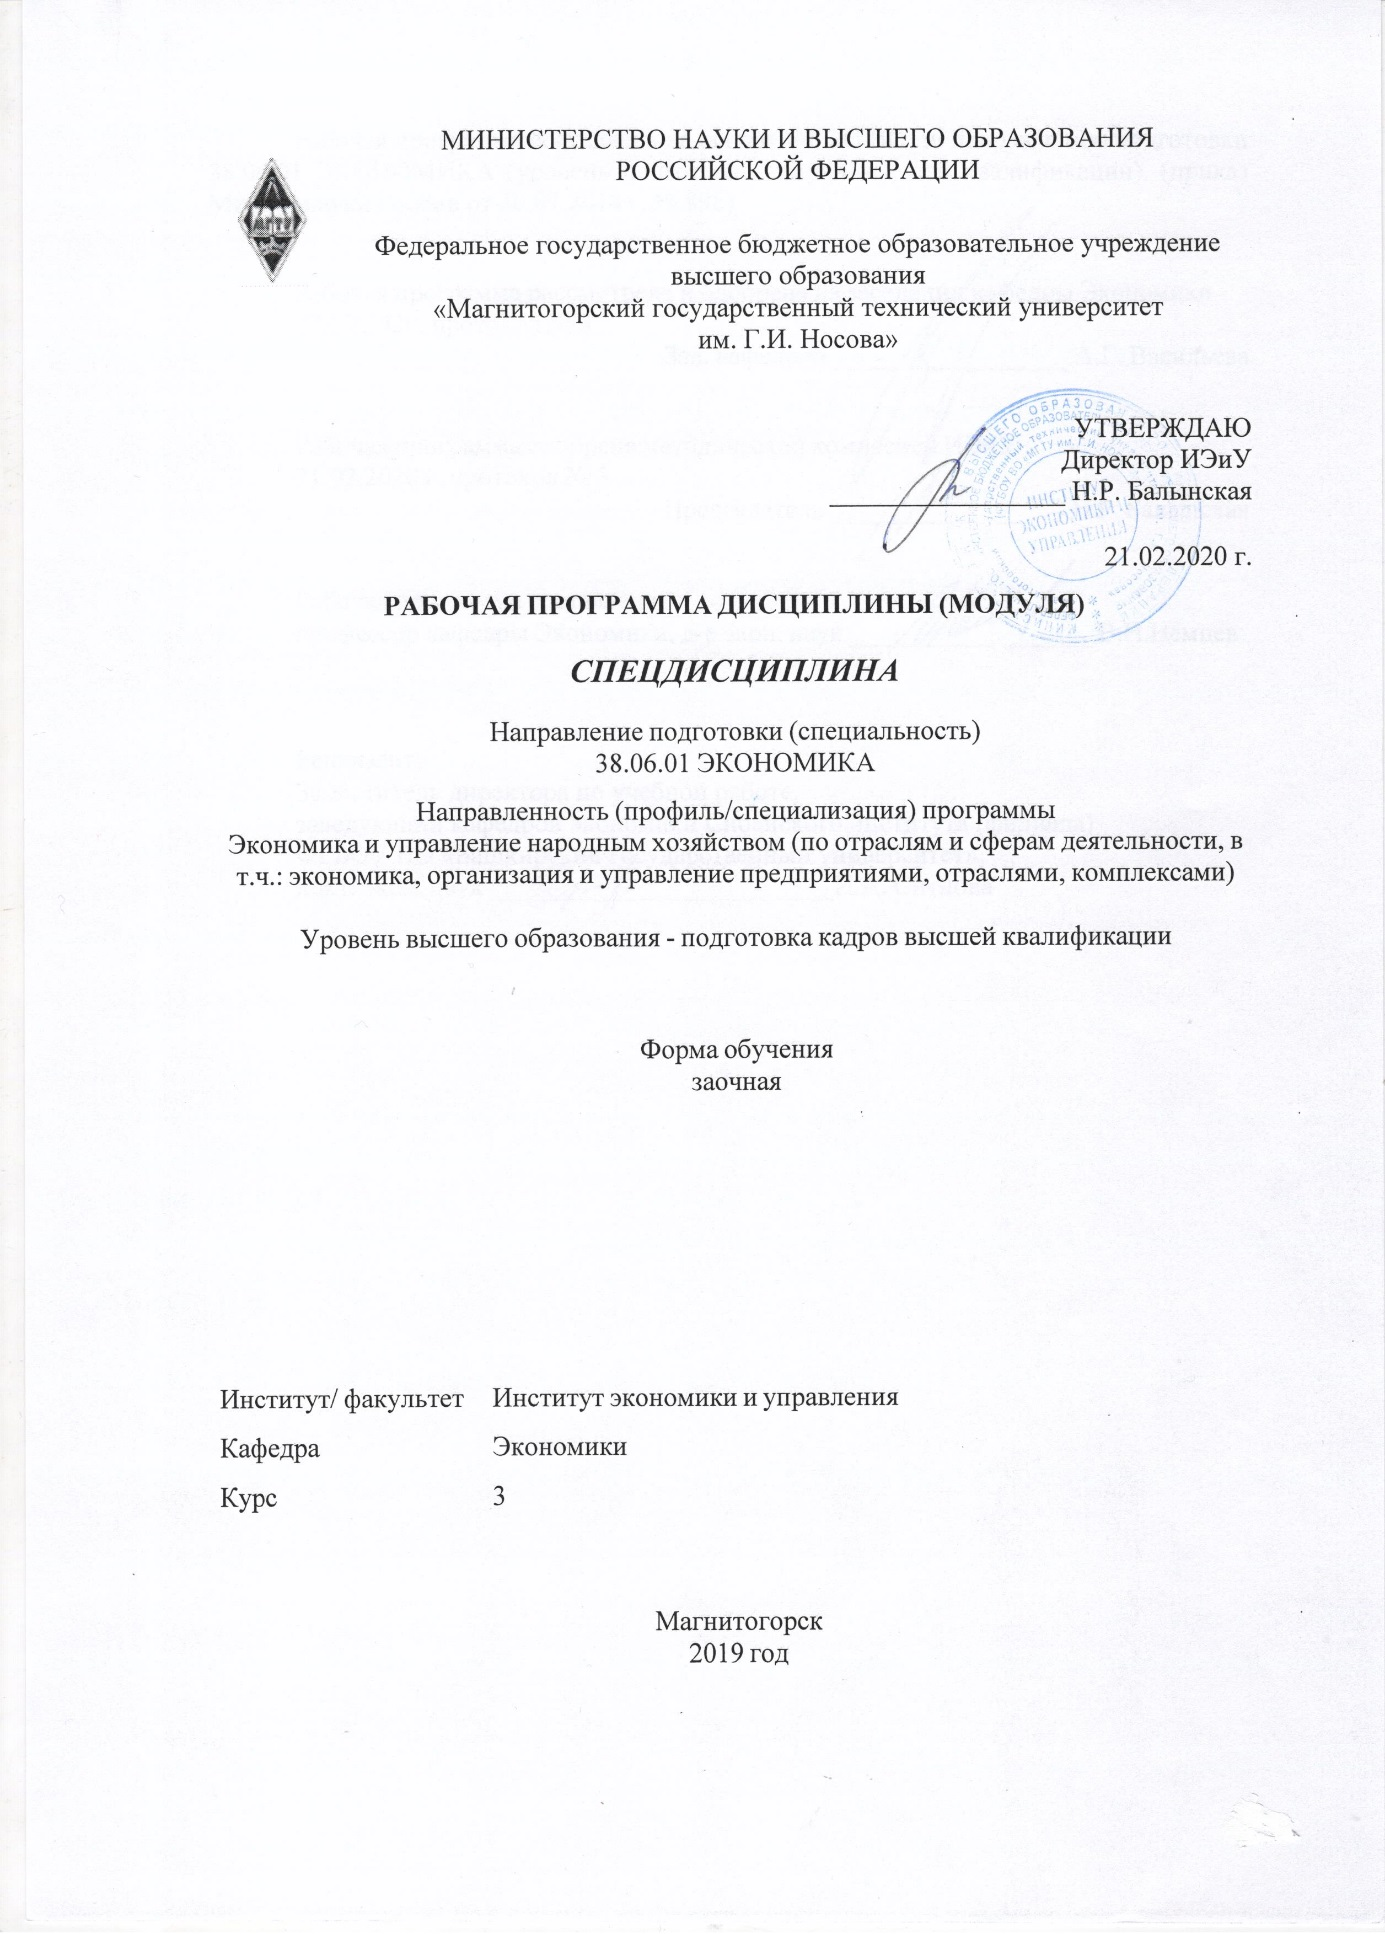 МИНИСТЕРСТВО НАУКИ И ВЫСШЕГО ОБРАЗОВАНИЯ
РОССИЙСКОЙ ФЕДЕРАЦИИ
Федеральное государственное бюджетное образовательное учреждение
высшего образования
«Магнитогорский государственный технический университет
им. Г.И. Носова»
УТВЕРЖДАЮ
Директор ИЭиУ
Н.Р. Балынская
ИНСТИТУТ
ЭКОНОМИКИ И
УПРАВЛЕНИЯ
21.02.2020 г.
РАБОЧАЯ ПРОГРАММА ДИСЦИПЛИНЫ (МОДУЛЯ)
СПЕЦДИСЦИПЛИНА
Направление подготовки (специальность)
38.06.01 ЭКОНОМИКА
Направленность (профиль/специализация) программы
Экономика и управление народным хозяйством (по отраслям и сферам деятельности, в
т.ч.: экономика, организация и управление предприятиями, отраслями, комплексами)
Уровень высшего образования - подготовка кадров высшей квалификации
Форма обучения
заочная
Институт/ факультет Институт экономики и управления
Кафедра Экономики
Курс 3
Магнитогорск
2019 год